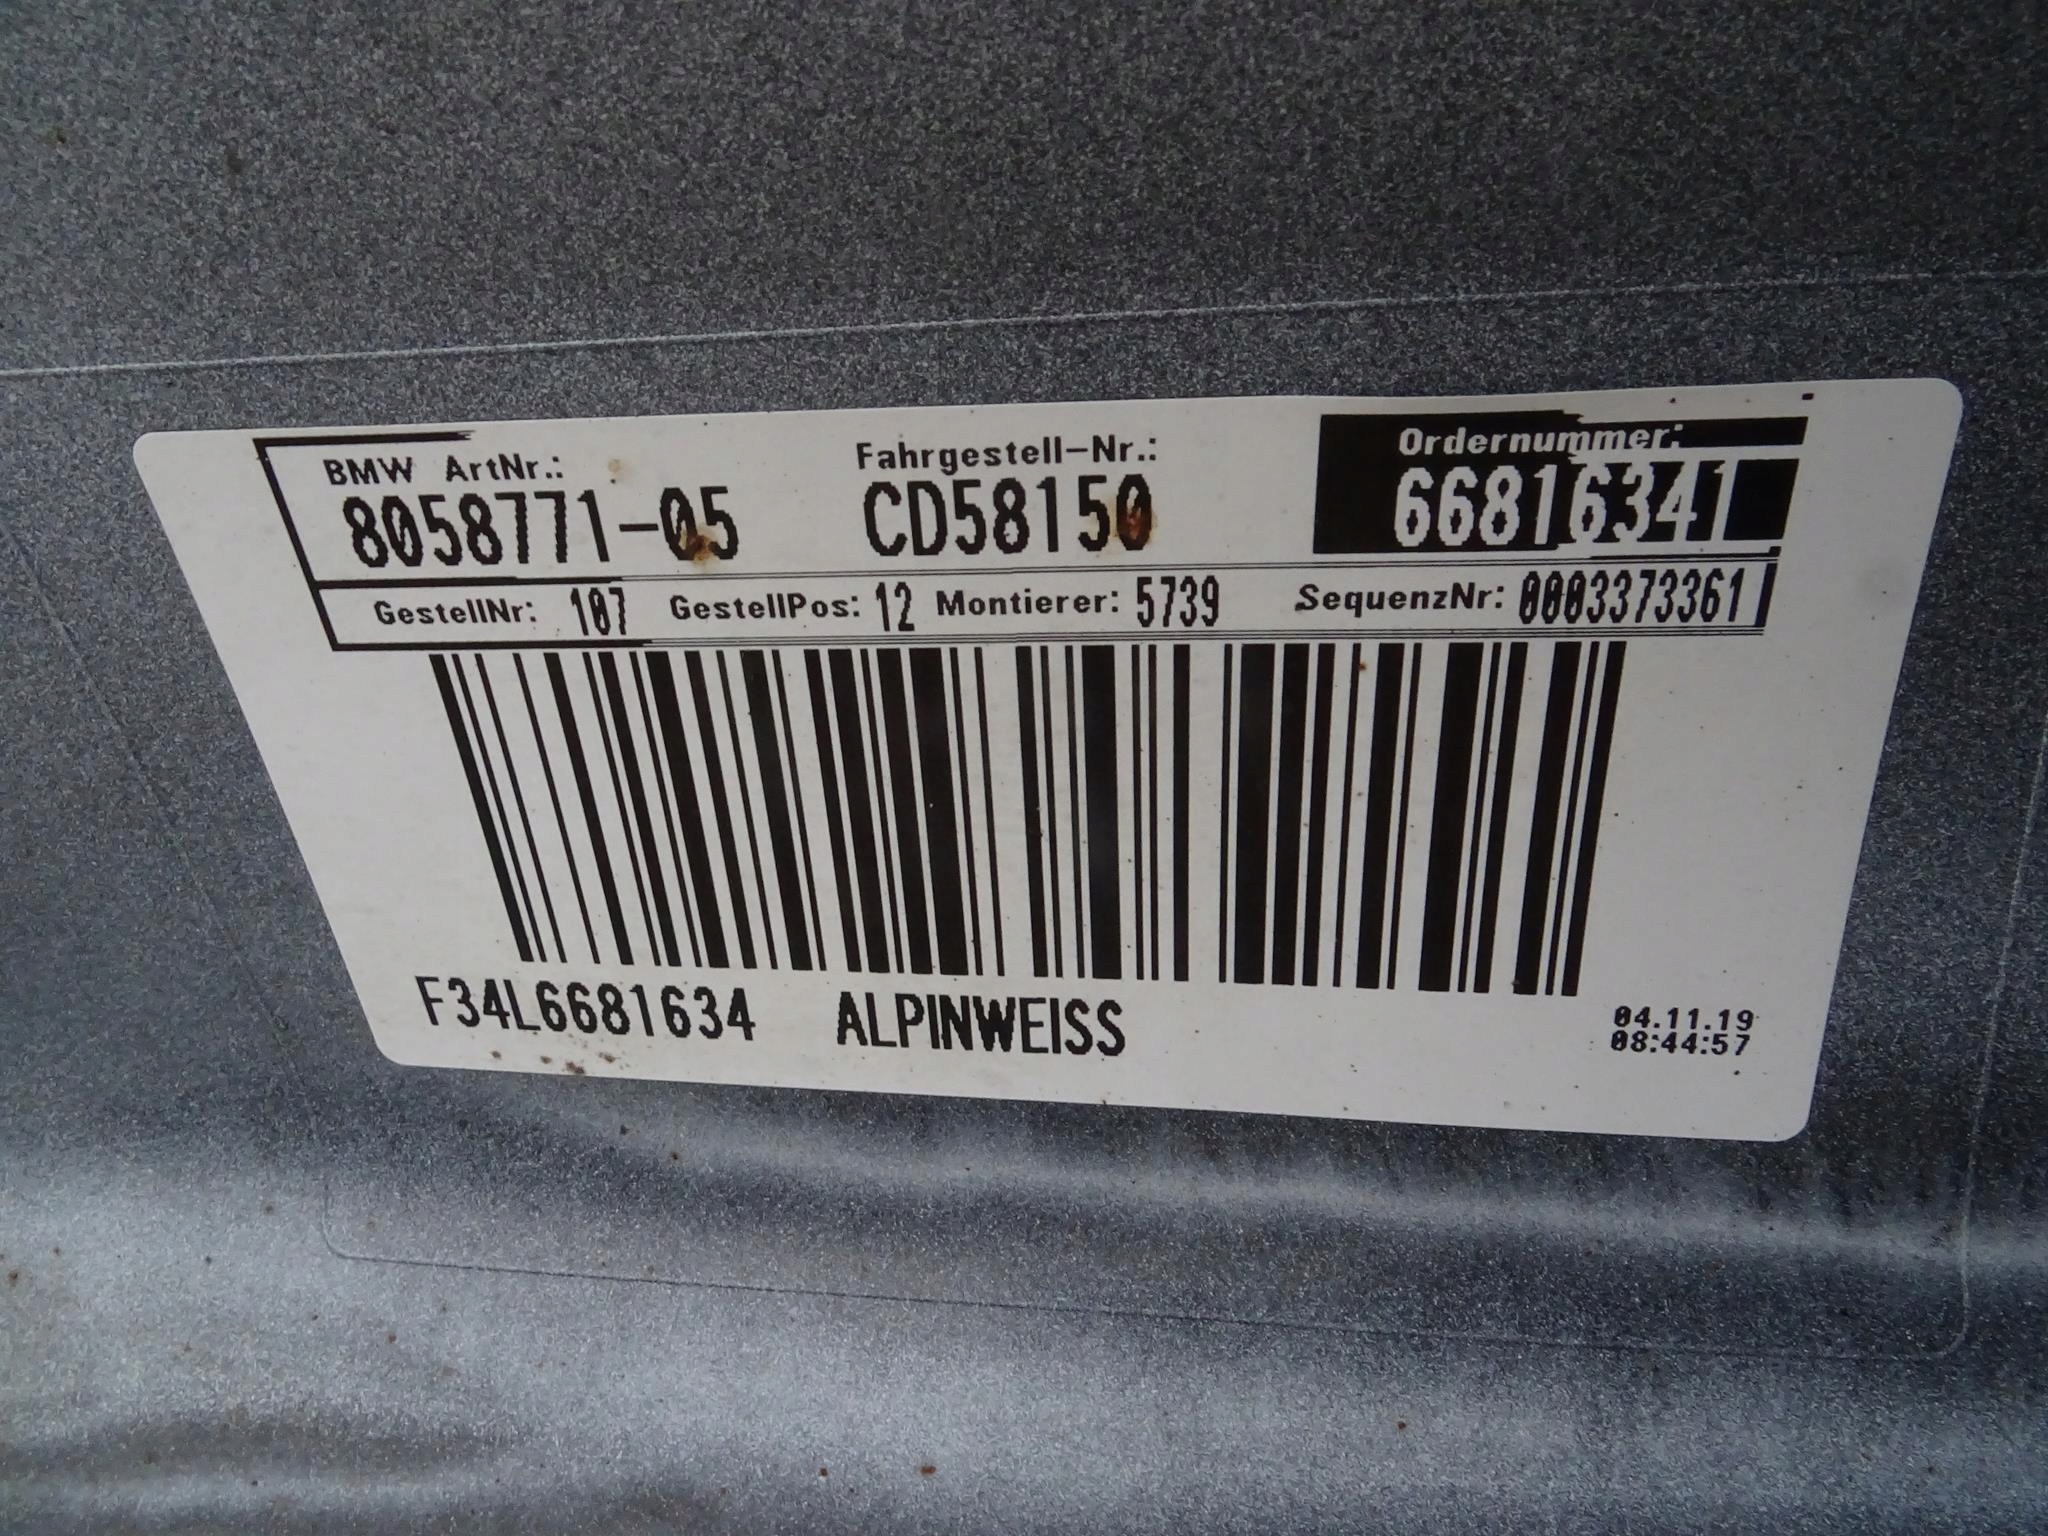 BMW ArtNr.: Fahrgestell-Nr.: Ordernummer:
8058771-05 CD58150 66816341
GestellNr: 107 GestellPos: 12 Montierer: 5739 SequenzNr: 0003373361
F34L6681634 ALPINWEISS
04.11.19
08:44:57